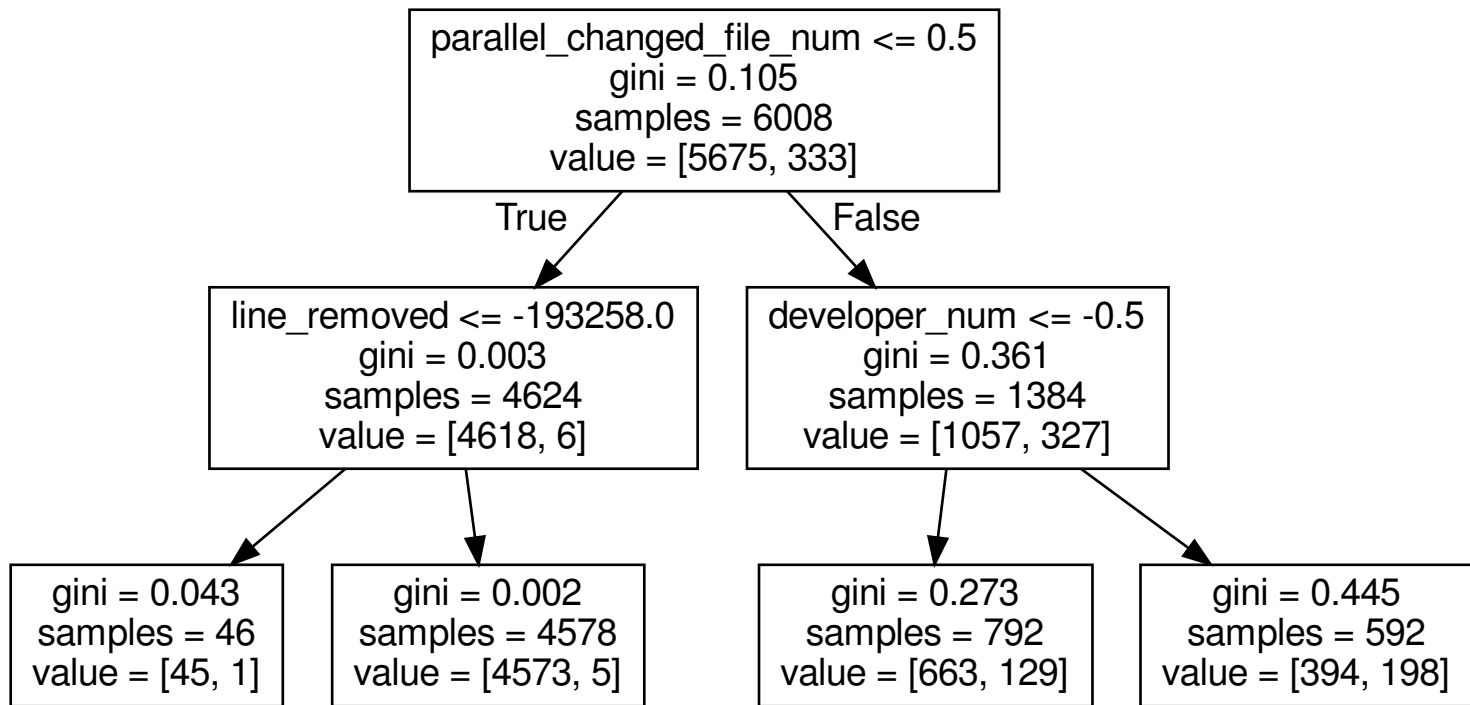 parallel_changed_file_num <= 0.5
gini = 0.105
samples = 6008
value = [5675, 333]
True
False
line_removed <= -193258.0
gini = 0.003
samples = 4624
value = [4618, 6]
developer_num <= -0.5
gini = 0.361
samples = 1384
value = [1057, 327]
gini = 0.043
samples = 46
value = [45, 1]
gini = 0.002
samples = 4578
value = [4573, 5]
gini = 0.273
samples = 792
value = [663, 129]
gini = 0.445
samples = 592
value = [394, 198]